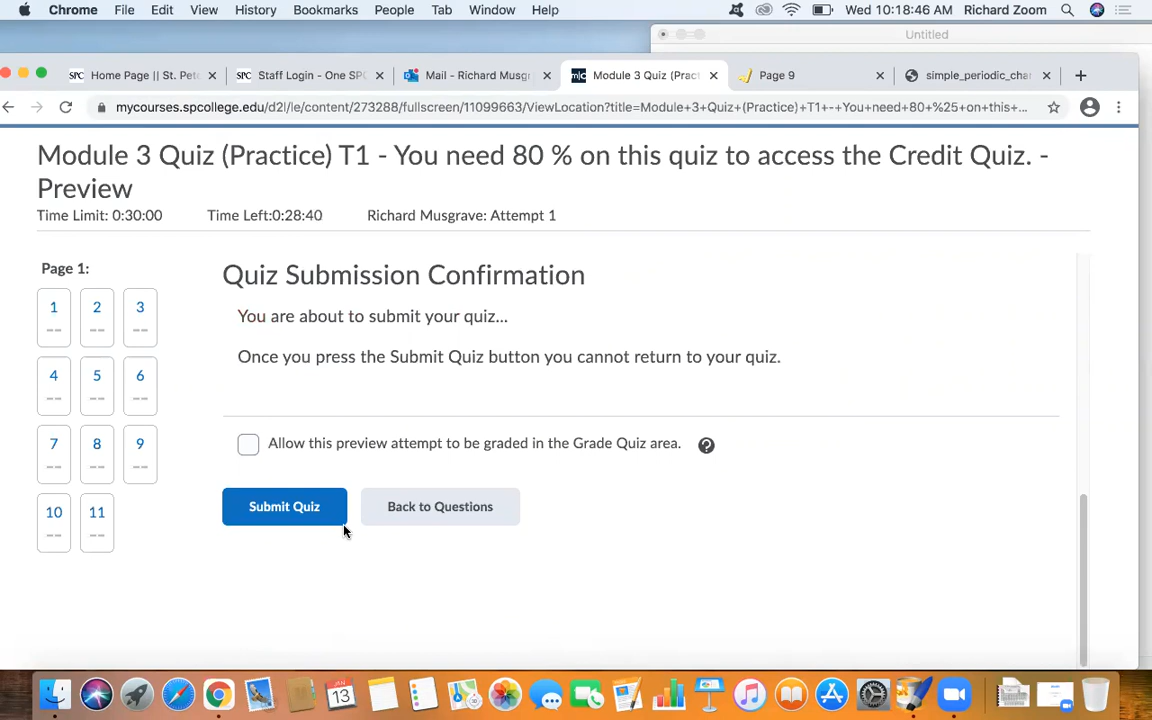 Chrome File Edit View History Bookmarks People Tab Window Help Wed 10:18:46 AM Richard Zoom
Untitled
SPC Home Page || St. Pete × SPC Staff Login - One SP × Mail - Richard Musgr × Module 3 Quiz (Pract × Page 9 × simple_periodic_char × +
mycourses.spcollege.edu/d2l/le/content/273288/fullscreen/11099663/ViewLocation?title=Module+3+Quiz+(Practice)+T1+-+You+need+80+%25+on+this+...
Module 3 Quiz (Practice) T1 - You need 80 % on this quiz to access the Credit Quiz. -
Preview
Time Limit: 0:30:00 Time Left:0:28:40 Richard Musgrave: Attempt 1
Page 1:
1 2 3
-- -- --
4 5 6
-- -- --
7 8 9
-- -- --
10 11
-- --
Quiz Submission Confirmation
You are about to submit your quiz...
Once you press the Submit Quiz button you cannot return to your quiz.
Allow this preview attempt to be graded in the Grade Quiz area. ?
Submit Quiz Back to Questions
JAN
13